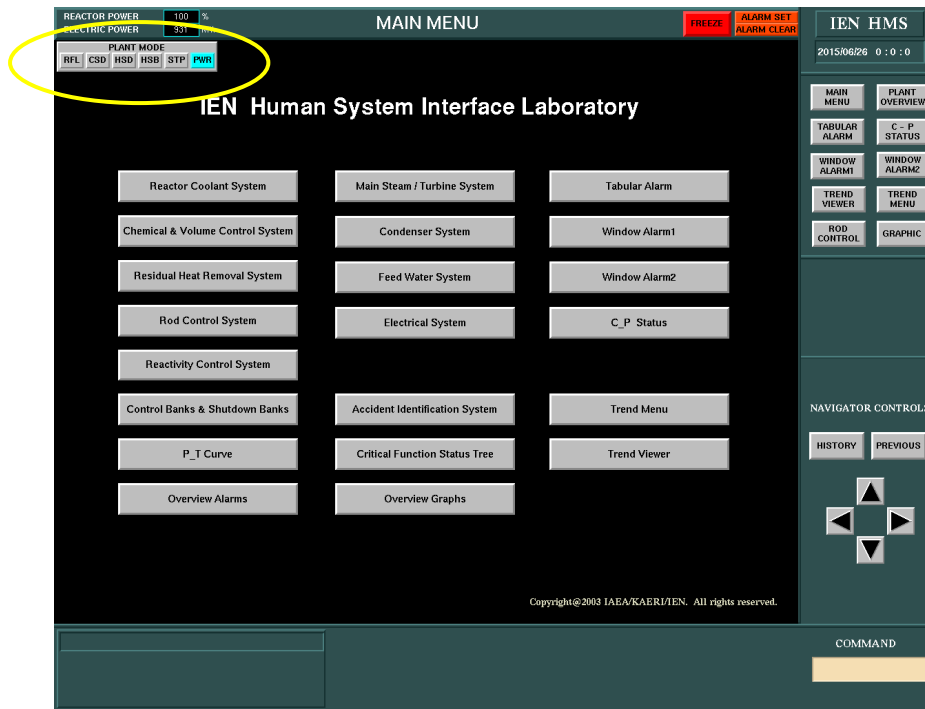 REACTOR POWER 100 %
ELECTRIC POWER 931
MAIN MENU
FREEZE
ALARM SET
ALARM CLEAR
IEN HMS
2015/06/26 0 : 0 : 0
PLANT MODE
RFL CSD HSD HSB STP PWR
IEN Human System Interface Laboratory
Reactor Coolant System
Main Steam / Turbine System
Tabular Alarm
Chemical & Volume Control System
Condenser System
Window Alarm1
Residual Heat Removal System
Feed Water System
Window Alarm2
Rod Control System
Electrical System
C_P Status
Reactivity Control System
Control Banks & Shutdown Banks
Accident Identification System
Trend Menu
P_T Curve
Critical Function Status Tree
Trend Viewer
Overview Alarms
Overview Graphs
Copyright@2003 IAEA/KAERI/IEN. All rights reserved.
MAIN
MENU
PLANT
OVERVIEW
TABULAR
ALARM
C - P
STATUS
WINDOW
ALARM1
WINDOW
ALARM2
TREND
VIEWER
TREND
MENU
ROD
CONTROL
GRAPHIC
NAVIGATOR CONTROLS
HISTORY
PREVIOUS
COMMAND